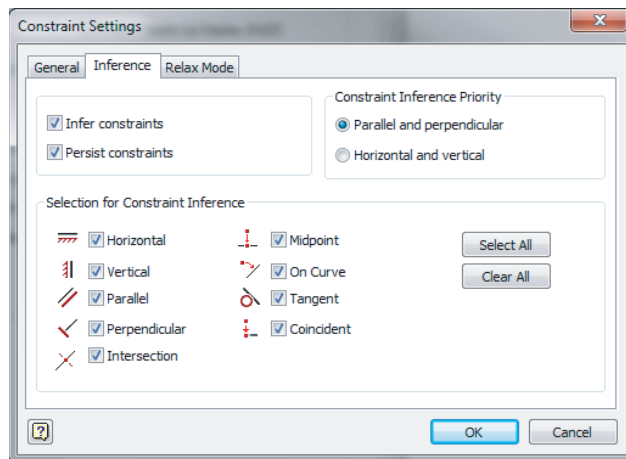 Constraint Settings
General Inference Relax Mode
Infer constraints
Persist constraints
Constraint Inference Priority
Parallel and perpendicular
Horizontal and vertical
Selection for Constraint Inference
Horizontal
Vertical
Parallel
Perpendicular
Intersection
Midpoint
On Curve
Tangent
Coincident
Select All
Clear All
OK
Cancel